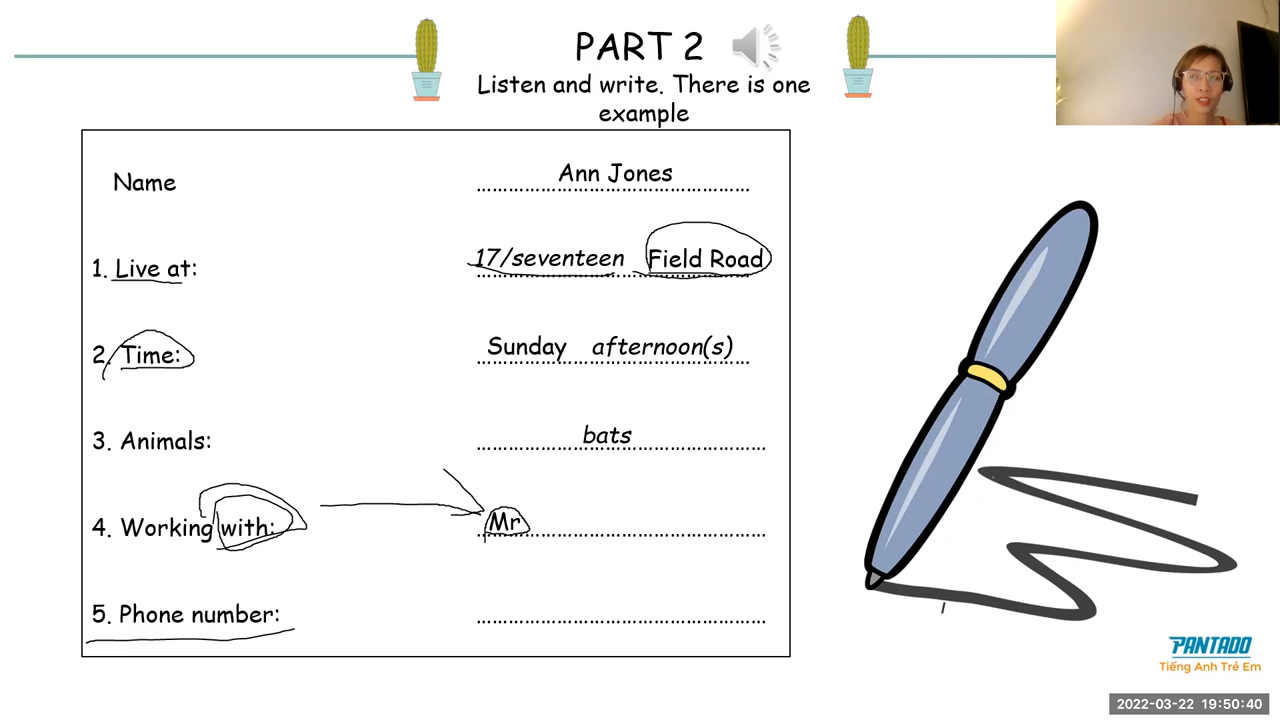 PART 2
Listen and write. There is one
example
Name Ann Jones
1. Live at: 17/seventeen Field Road
2. Time: Sunday afternoon(s)
3. Animals: bats
4. Working with: Mr
5. Phone number:
PANTADO
Tiếng Anh Trẻ Em
2022-03-22 19:50:40